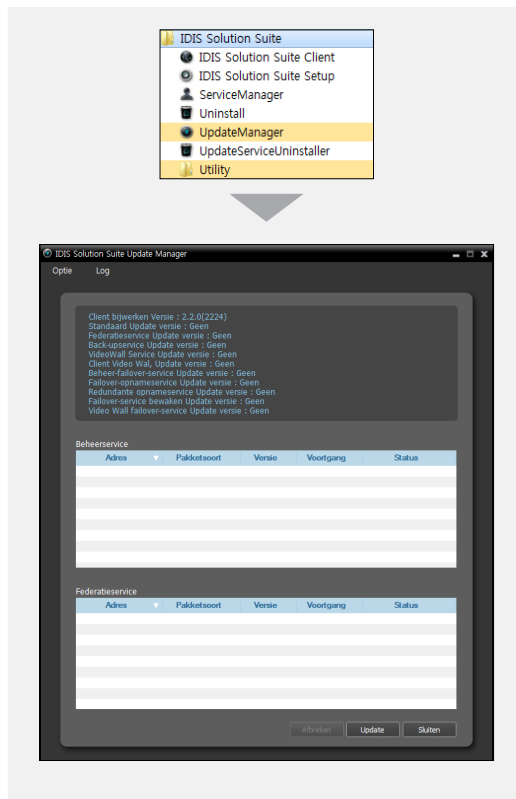 IDIS Solution Suite
IDIS Solution Suite Client
IDIS Solution Suite Setup
ServiceManager
Uninstall
UpdateManager
UpdateServiceUninstaller
Utility
IDIS Solution Suite Update Manager
Optie Log
Client bijwerken Versie : 2.2.0(2224)
Standaard Update versie : Geen
Federatieservice Update versie : Geen
Back-upservice Update versie : Geen
VideoWall Service Update versie : Geen
Client Video Wal, Update versie : Geen
Beheer-failover-service Update versie : Geen
Failover-opnameservice Update versie : Geen
Redundante opnameservice Update versie : Geen
Failover-service bewaken Update versie : Geen
Video Wall failover-service Update versie : Geen
Beheerservice
Adres Pakketsoort Versie Voortgang Status
Federatieservice
Adres Pakketsoort Versie Voortgang Status
Afbreken Update Sluiten